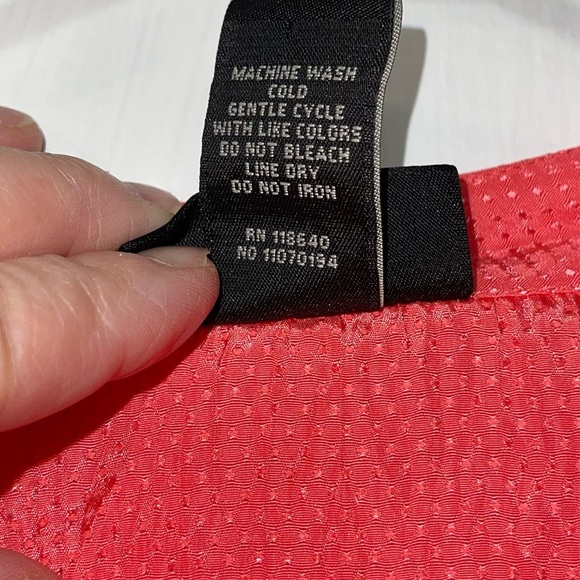 MACHINE WASH
COLD
GENTLE CYCLE
WITH LIKE COLORS
DO NOT BLEACH
LINE DRY
DO NOT IRON
RN 118640
NO 11070194